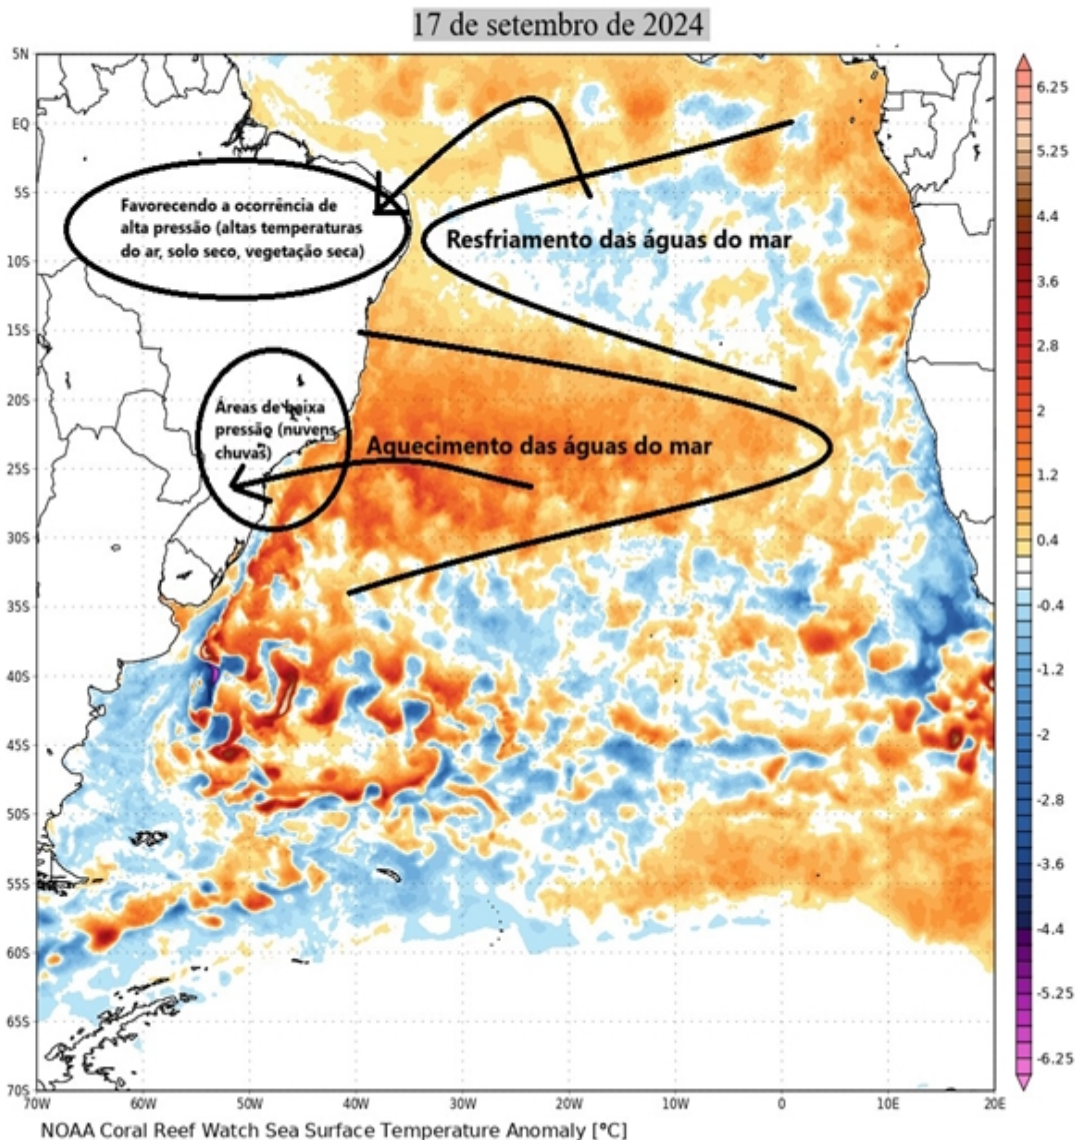 17 de setembro de 2024
5N
EQ
5S
10S
15S
20S
25S
30S
35S
40S
45S
50S
55S
60S
65S
70S
70W
60W
50W
40W
30W
20W
10W
0
10E
20E
6.25
5.25
4.4
3.6
2.8
2
1.2
0.4
-0.4
-1.2
-2
-2.8
-3.6
-4.4
-5.25
-6.25
Favorecendo a ocorrência de
alta pressão (altas temperaturas
do ar, solo seco, vegetação seca)
Resfriamento das águas do mar
Áreas de baixa
pressão (nuvens
chuvas)
Aquecimento das águas do mar
NOAA Coral Reef Watch Sea Surface Temperature Anomaly [°C]